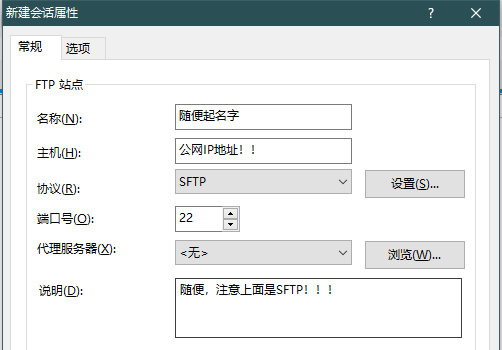 新建会话属性 ?
常规 选项
FTP 站点
名称(N): 随便起名字
主机(H): 公网IP地址！！
协议(R): SFTP 设置(S)...
端口号(O): 22
代理服务器(X): <无> 浏览(W)...
说明(D): 随便，注意上面是SFTP！！！